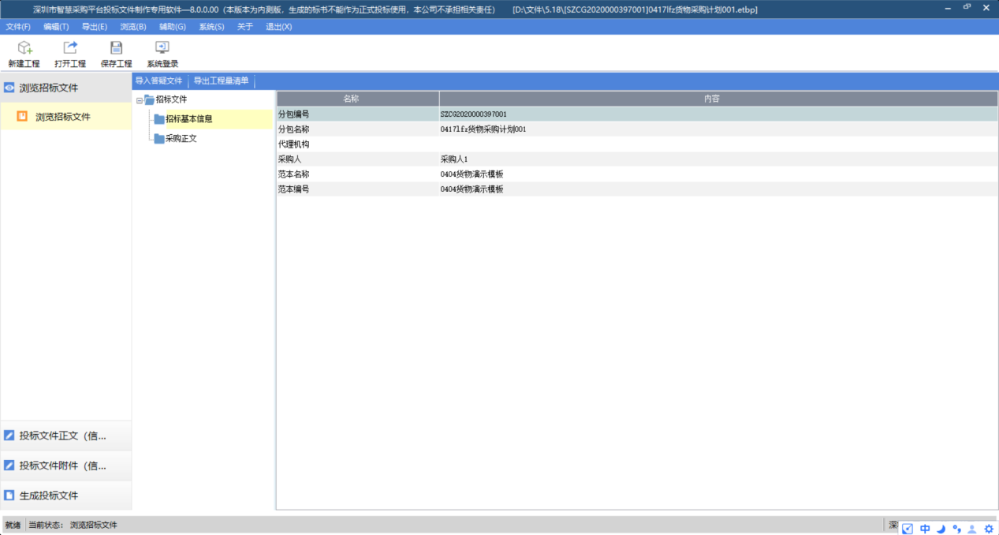 深圳市智慧采购平台投标文件制作专用软件—8.0.0.00（本版本为内测版，生成的标书不能作为正式投标使用，本公司不承担相关责任） [D:\文件\5.18\[SZCG2020000397001]0417lfz货物采购计划001.etbp]
文件(F) 编辑(T) 导出(E) 浏览(B) 辅助(G) 系统(S) 关于 退出(X)
新建工程 打开工程 保存工程 系统登录
浏览招标文件
浏览招标文件
投标文件正文（信...
投标文件附件（信...
生成投标文件
导入答疑文件 导出工程量清单
招标文件
招标基本信息
采购正文
名称 内容
分包编号 SZCG2020000397001
分包名称 0417lfz货物采购计划001
代理机构
采购人 采购人1
范本名称 0404货物演示模板
范本编号 0404货物演示模板
就绪 当前状态： 浏览招标文件 深
中